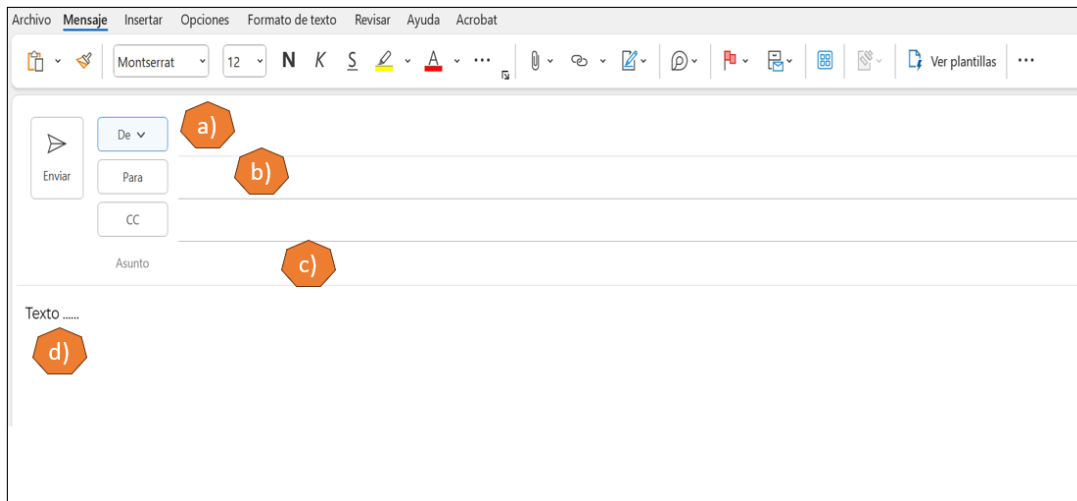 Archivo Mensaje Insertar Opciones Formato de texto Revisar Ayuda Acrobat
Montserrat 12 N K S A ... Ver plantillas ...
De a)
Enviar Para b)
CC
Asunto c)
Texto ......
d)